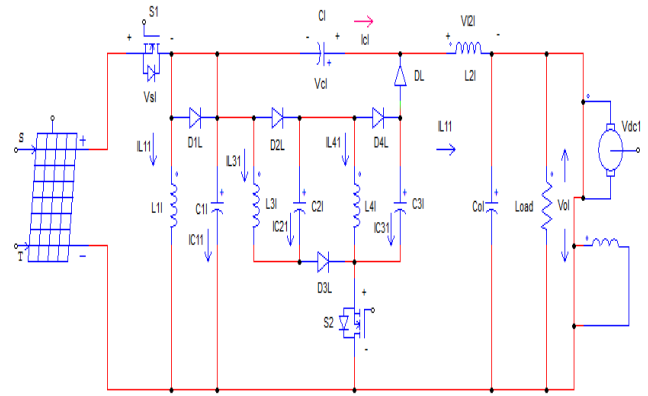 S1
Cl
Icl
Vl2l
+
-
-
+
+
-
Vsl
Vcl
DL
L2l
S
+
Vdc1
D1L
D2L
D4L
IL11
IL31
IL41
IL11
L1l
C1l
L3l
C2l
L4l
C3l
Col
Load
Vol
IC11
IC21
IC31
T
-
D3L
+
S2
-